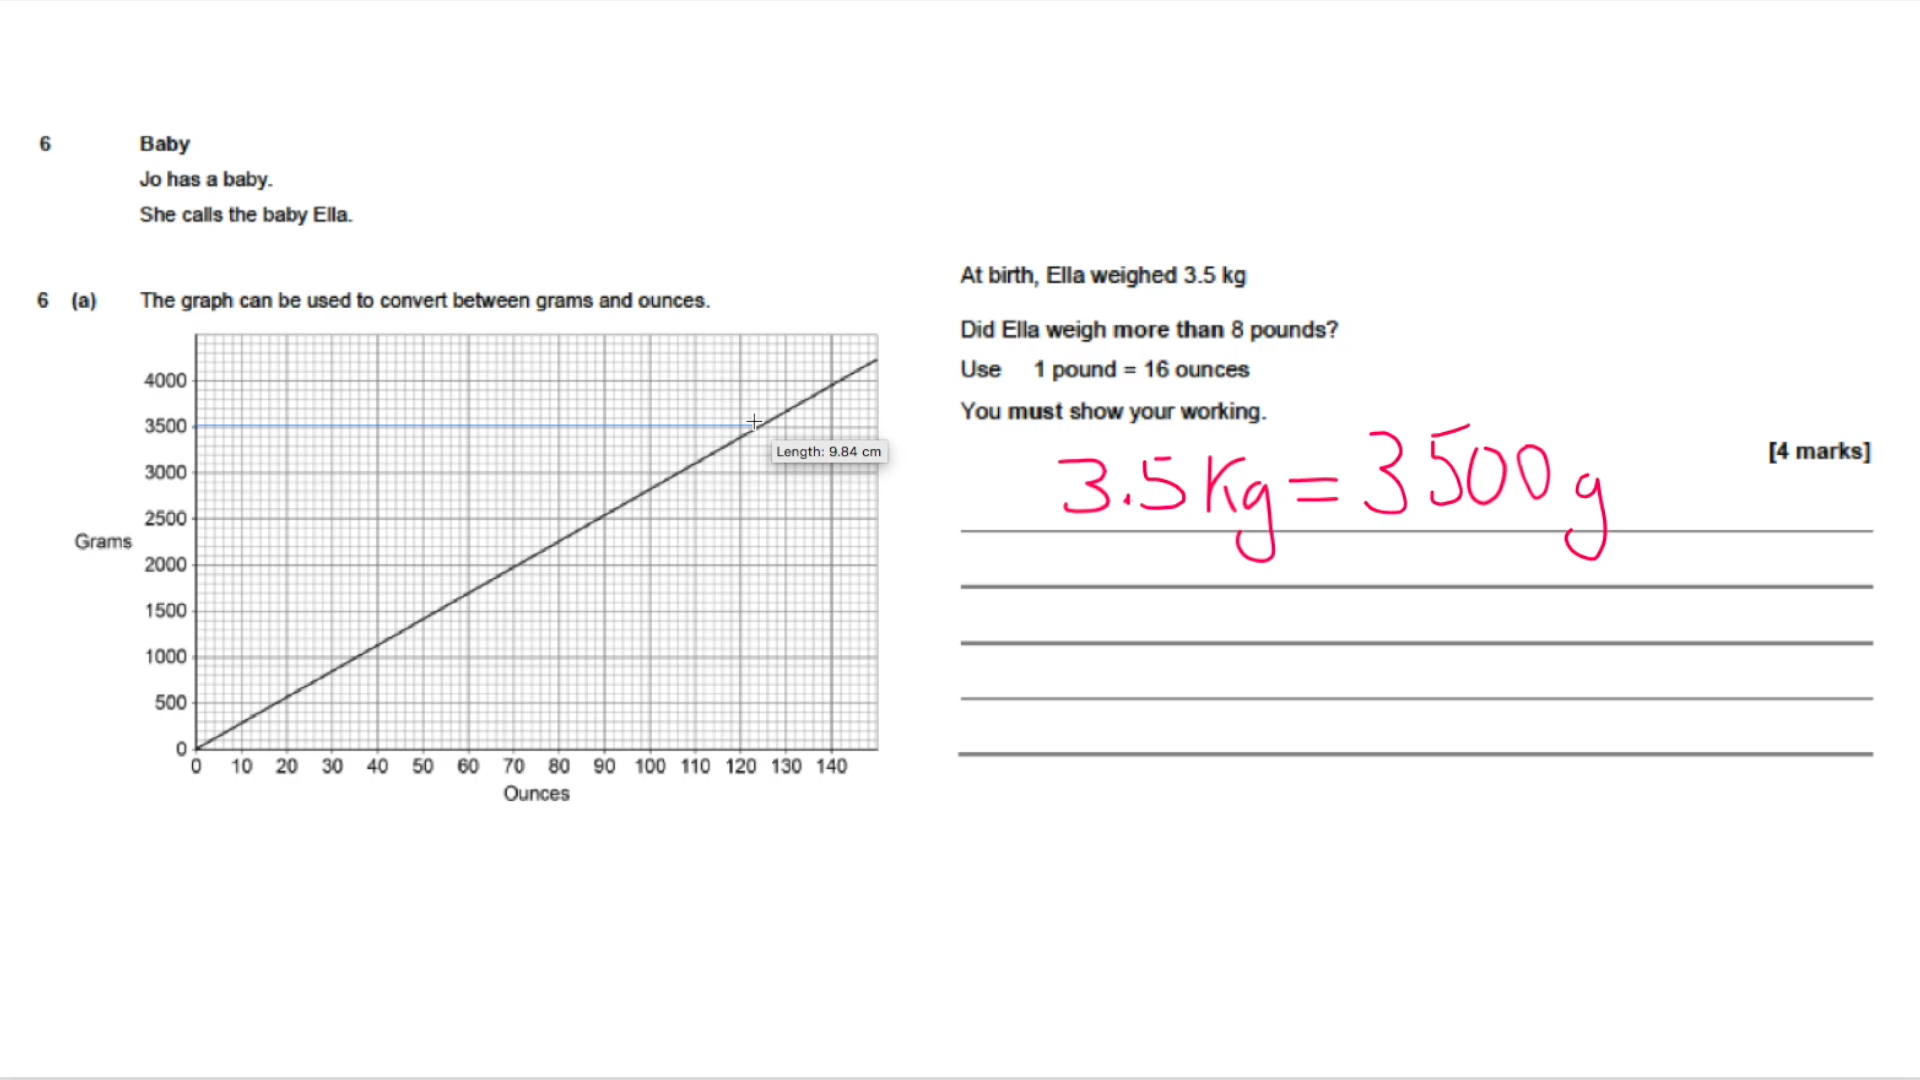 6 Baby
Jo has a baby.
She calls the baby Ella.
6 (a) The graph can be used to convert between grams and ounces.
4000
3500
3000
2500
Grams
2000
1500
1000
500
0
0 10 20 30 40 50 60 70 80 90 100 110 120 130 140
Ounces
Length: 9.84 cm
At birth, Ella weighed 3.5 kg
Did Ella weigh more than 8 pounds?
Use 1 pound = 16 ounces
You must show your working.
[4 marks]
3.5 Kg = 3500 g